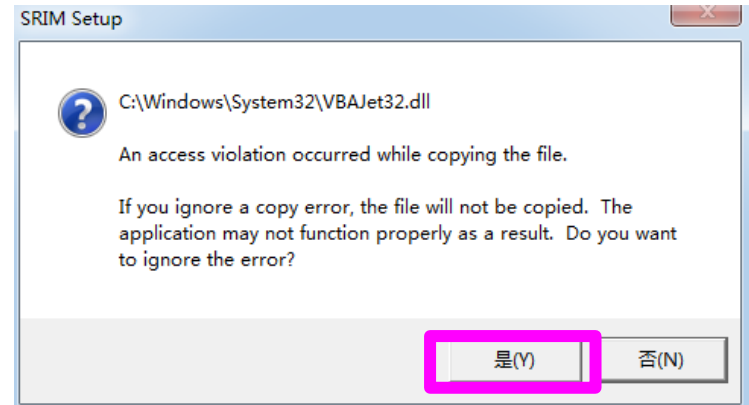 SRIM Setup
C:\Windows\System32\VBAJet32.dll
An access violation occurred while copying the file.
If you ignore a copy error, the file will not be copied.  The
application may not function properly as a result.  Do you want
to ignore the error?
是(Y)
否(N)